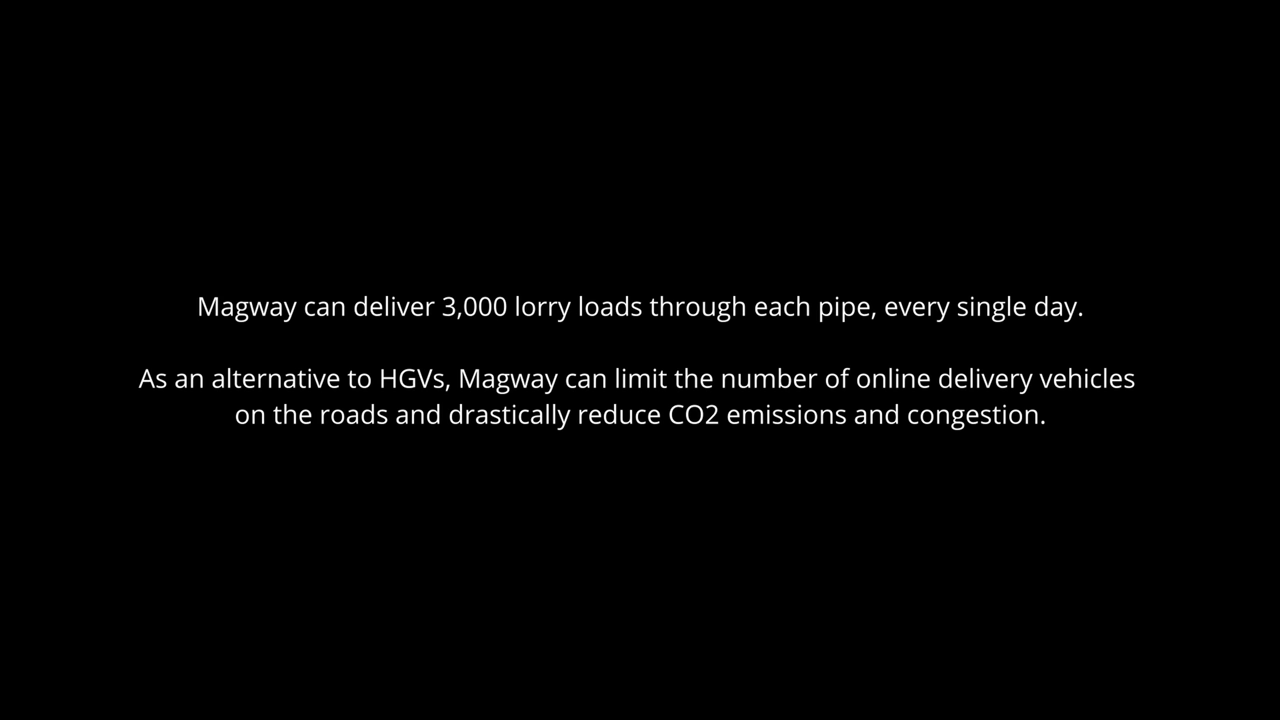 Magway can deliver 3,000 lorry loads through each pipe, every single day.
As an alternative to HGVs, Magway can limit the number of online delivery vehicles
on the roads and drastically reduce CO2 emissions and congestion.